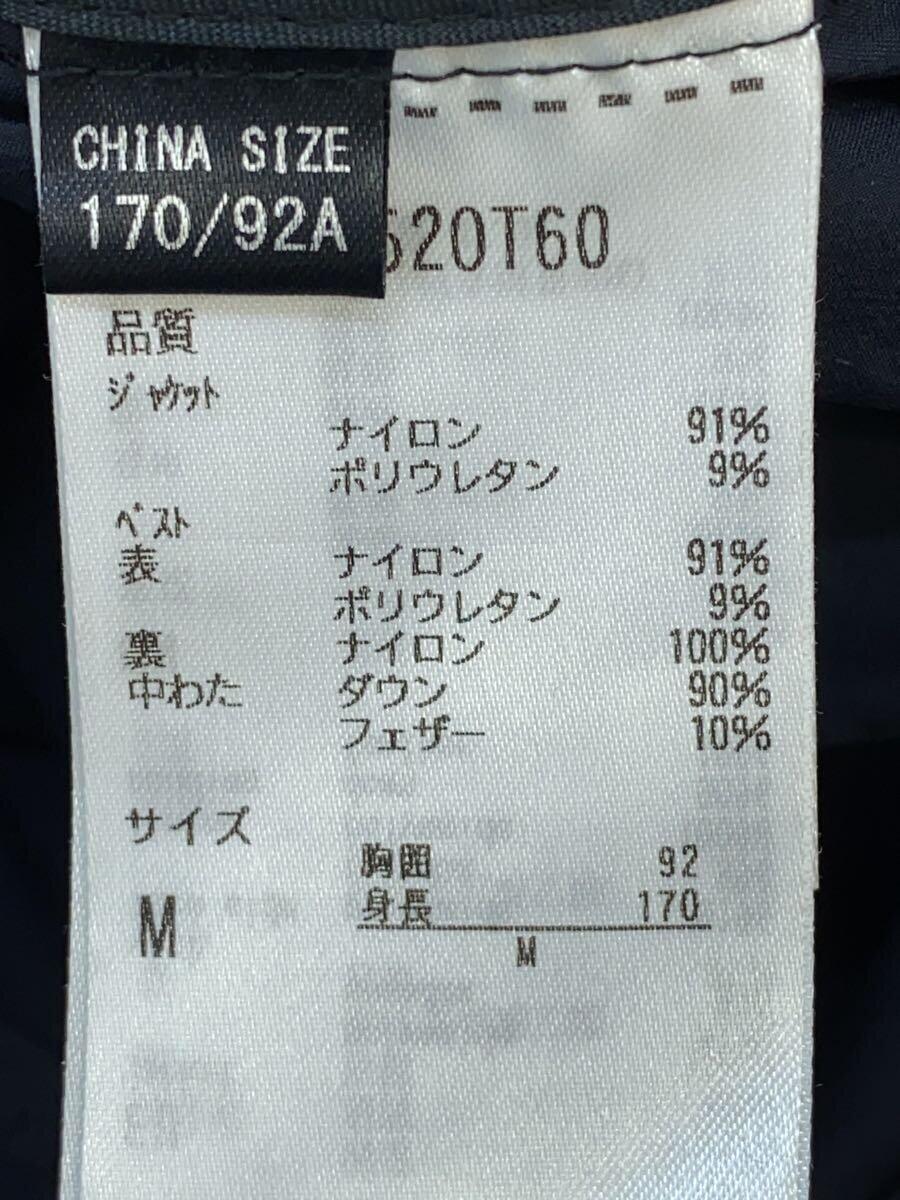 CHINA SIZE
170/92A
520T60
品質
ジャケット
ナイロン 91%
ポリウレタン 9%
ベスト
表 ナイロン 91%
ポリウレタン 9%
裏 ナイロン 100%
中わた ダウン 90%
フェザー 10%
サイズ
胸囲 92
身長 170
M
M